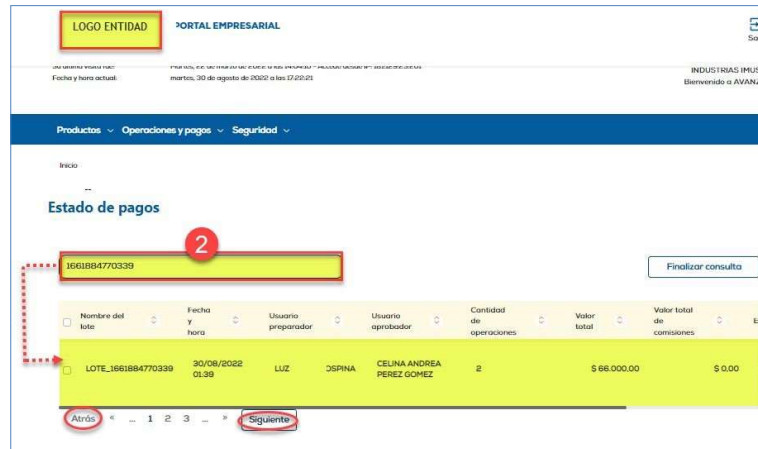 LOGO ENTIDAD
PORTAL EMPRESARIAL
Fecha y hora actual: martes, 30 de agosto de 2022 a las 17:22:21
INDUSTRIAS IMUS
Bienvenido a AVANZ
Productos Operaciones y pagos Seguridad
Inicio
--
Estado de pagos
2
1661884770339
Finalizar consulta
Nombre del lote
Fecha y hora
Usuario preparador
Usuario aprobador
Cantidad de operaciones
Valor total
Valor total de comisiones
E
LOTE_1661884770339
30/08/2022 01:39
LUZ OSPINA
CELINA ANDREA PEREZ GOMEZ
2
$ 66.000,00
$ 0,00
Atrás « ... 1 2 3 ... » Siguiente